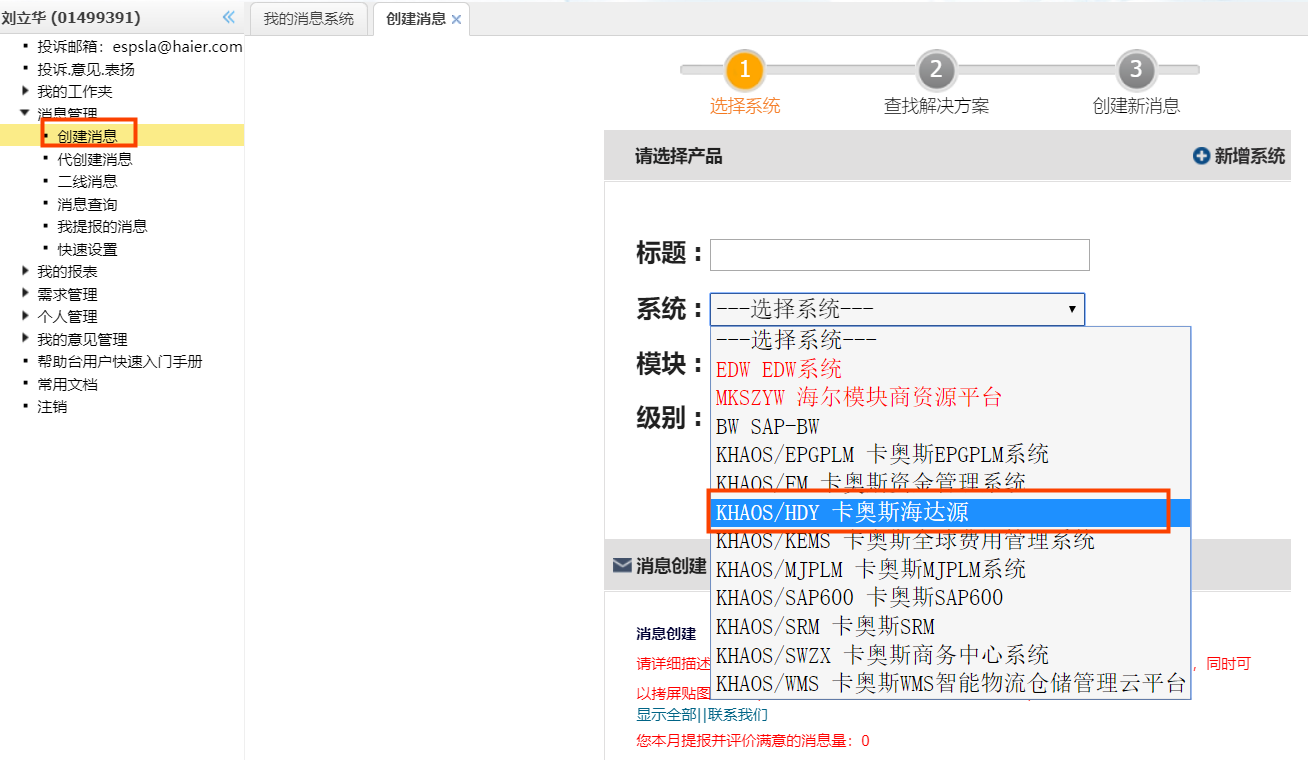 刘立华 (01499391)
我的消息系统
创建消息
投诉邮箱：espsla@haier.com
投诉.意见.表扬
我的工作夹
消息管理
创建消息
代创建消息
二线消息
消息查询
我提报的消息
快速设置
我的报表
需求管理
个人管理
我的意见管理
帮助台用户快速入门手册
常用文档
注销
1
2
3
选择系统
查找解决方案
创建新消息
请选择产品
新增系统
标题：
系统：
---选择系统---
模块：
级别：
---选择系统---
EDW EDW系统
MKSZYW 海尔模块商资源平台
BW SAP-BW
KHAOS/EPGPLM 卡奥斯EPGPLM系统
KHAOS/FM 卡奥斯资金管理系统
KHAOS/HDY 卡奥斯海达源
KHAOS/KEMS 卡奥斯全球费用管理系统
KHAOS/MJPLM 卡奥斯MJPLM系统
KHAOS/SAP600 卡奥斯SAP600
KHAOS/SRM 卡奥斯SRM
KHAOS/SWZX 卡奥斯商务中心系统
KHAOS/WMS 卡奥斯WMS智能物流仓储管理云平台
消息创建
消息创建
请详细描述
，同时可
以拷屏贴图
显示全部||联系我们
您本月提报并评价满意的消息量：0